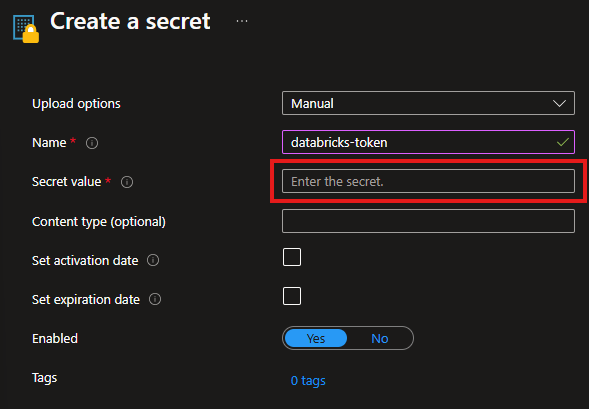 Create a secret ...
Upload options Manual
Name * databricks-token
Secret value * Enter the secret.
Content type (optional)
Set activation date
Set expiration date
Enabled Yes No
Tags 0 tags